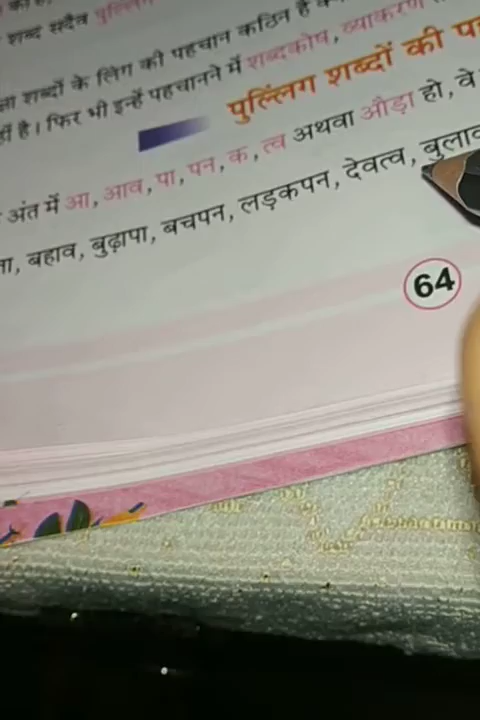 शब्द सदैव पुल्लिंग
शब्दों के लिंग की पहचान कठिन है
है। फिर भी इन्हें पहचानने में शब्दकोष, व्याकरण
पुल्लिंग शब्दों की
अंत में आ, आव, पा, पन, क, त्व अथवा औड़ा हो, वे
बहाव, बुढ़ापा, बचपन, लड़कपन, देवत्व,
64